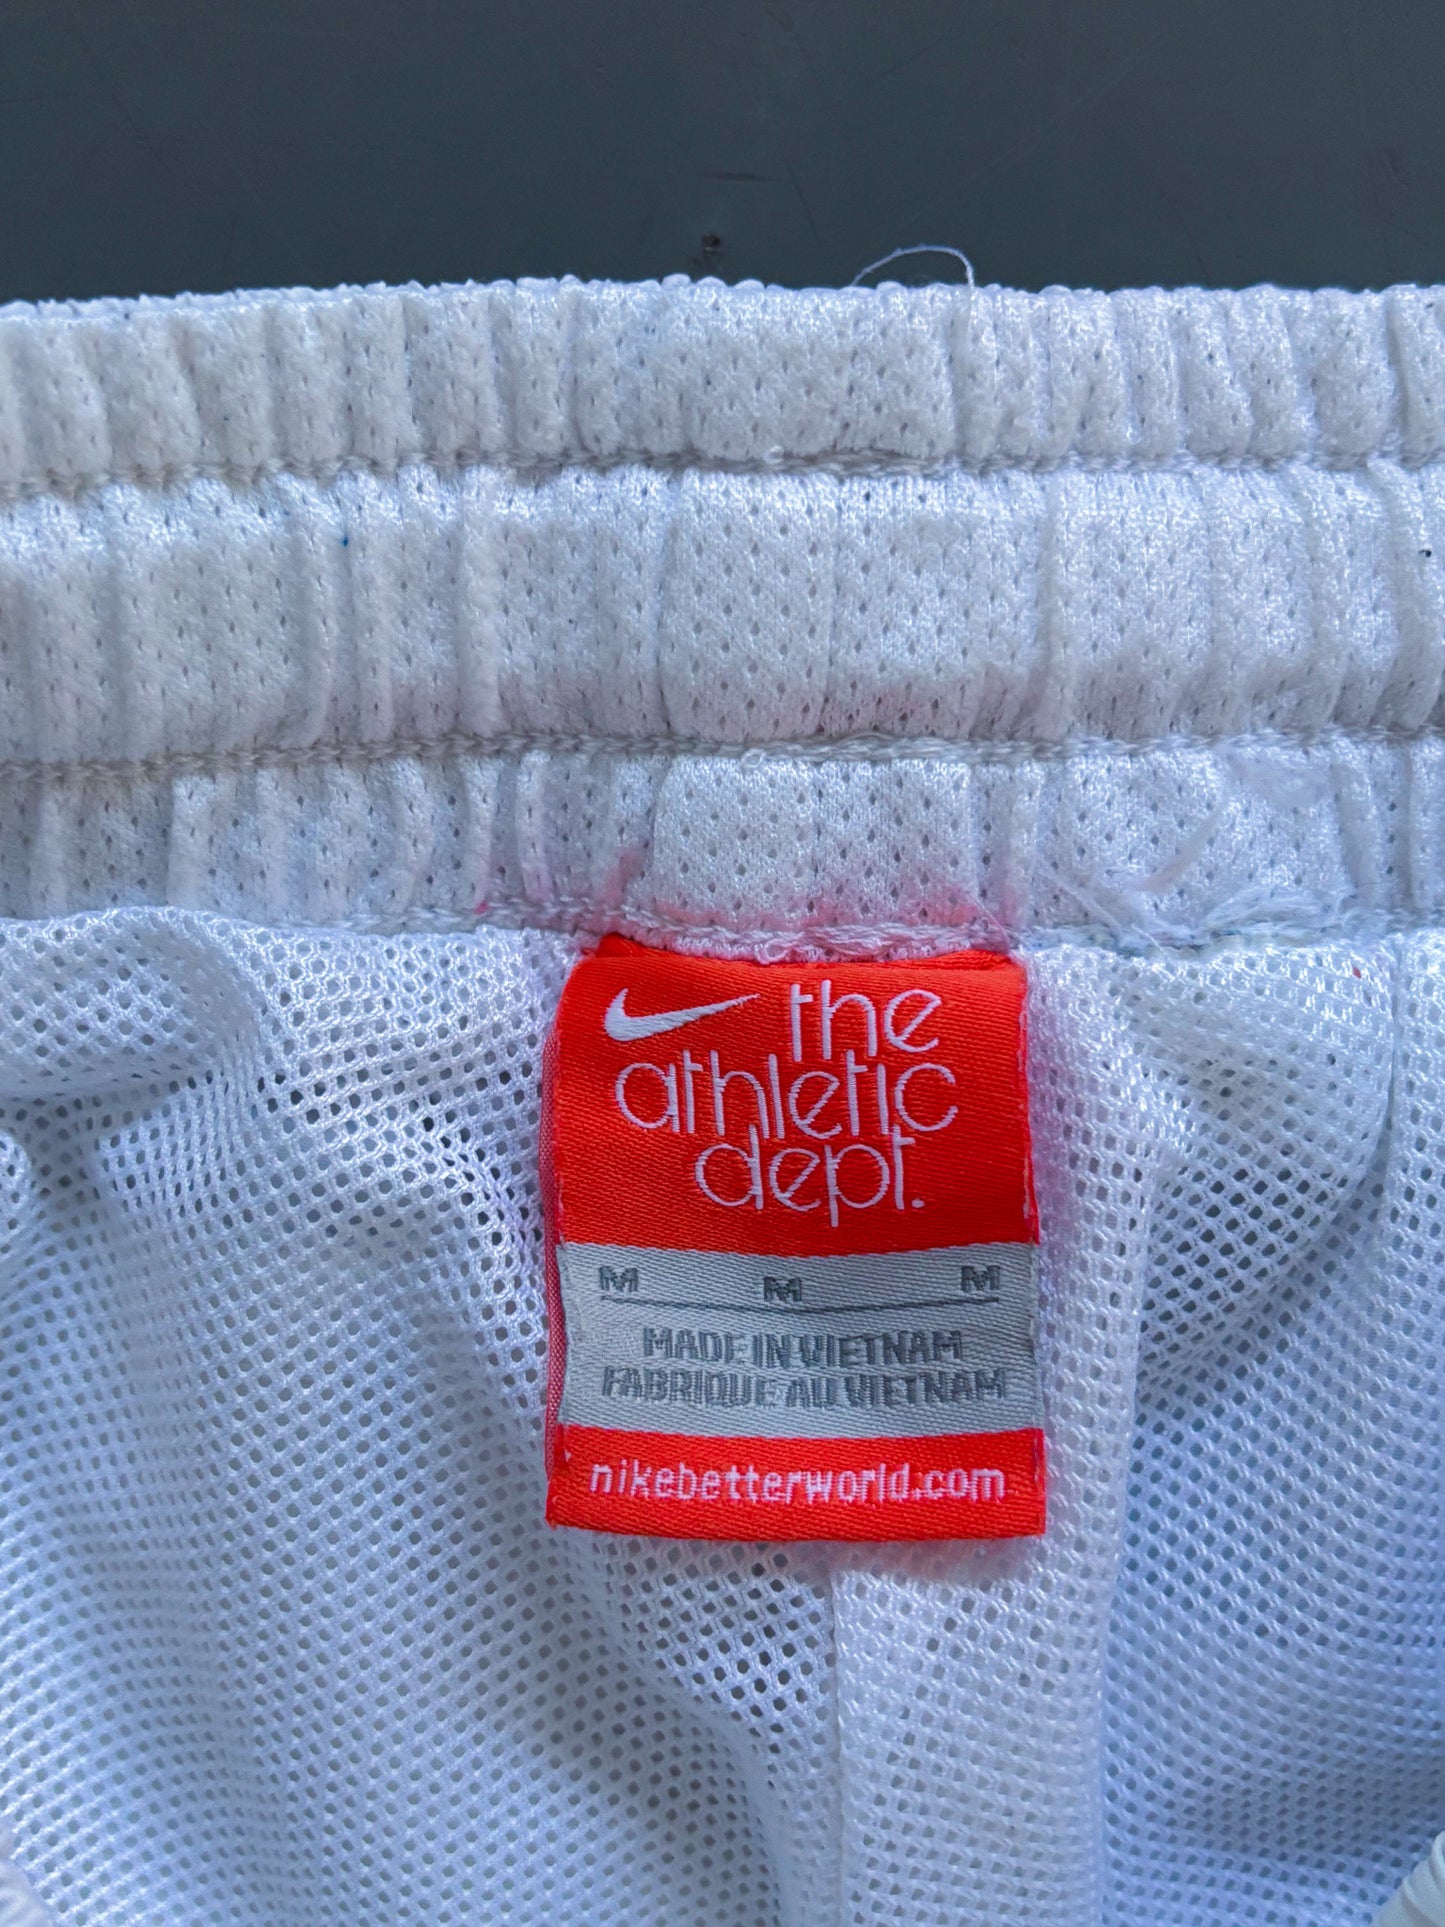 the
athletic
dept.
M M M
MADE IN VIETNAM
FABRIQUE AU VIETNAM
nikebetterworld.com